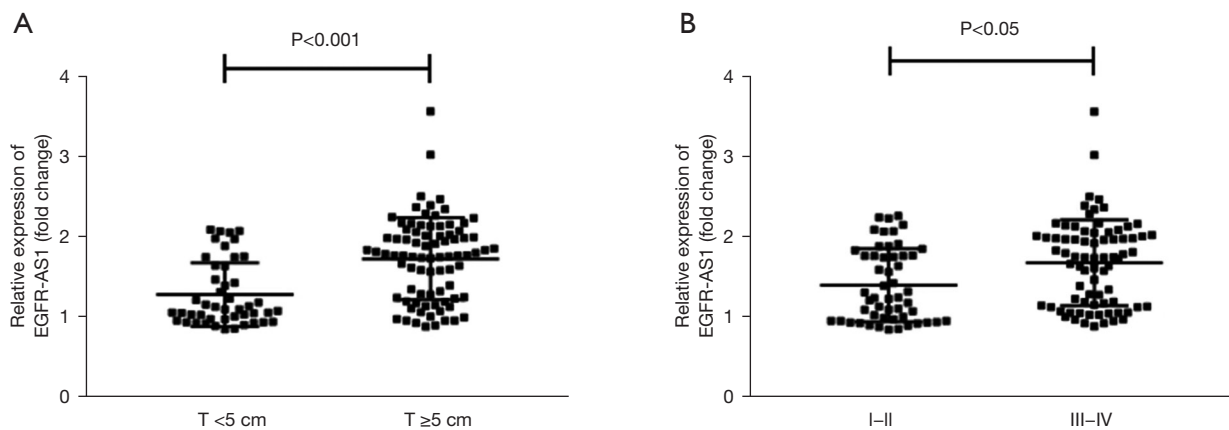 A
P<0.001
Relative expression of
EGFR-AS1 (fold change)
4
3
2
1
0
T <5 cm
T ≥5 cm
B
P<0.05
Relative expression of
EGFR-AS1 (fold change)
4
3
2
1
0
I–II
III–IV